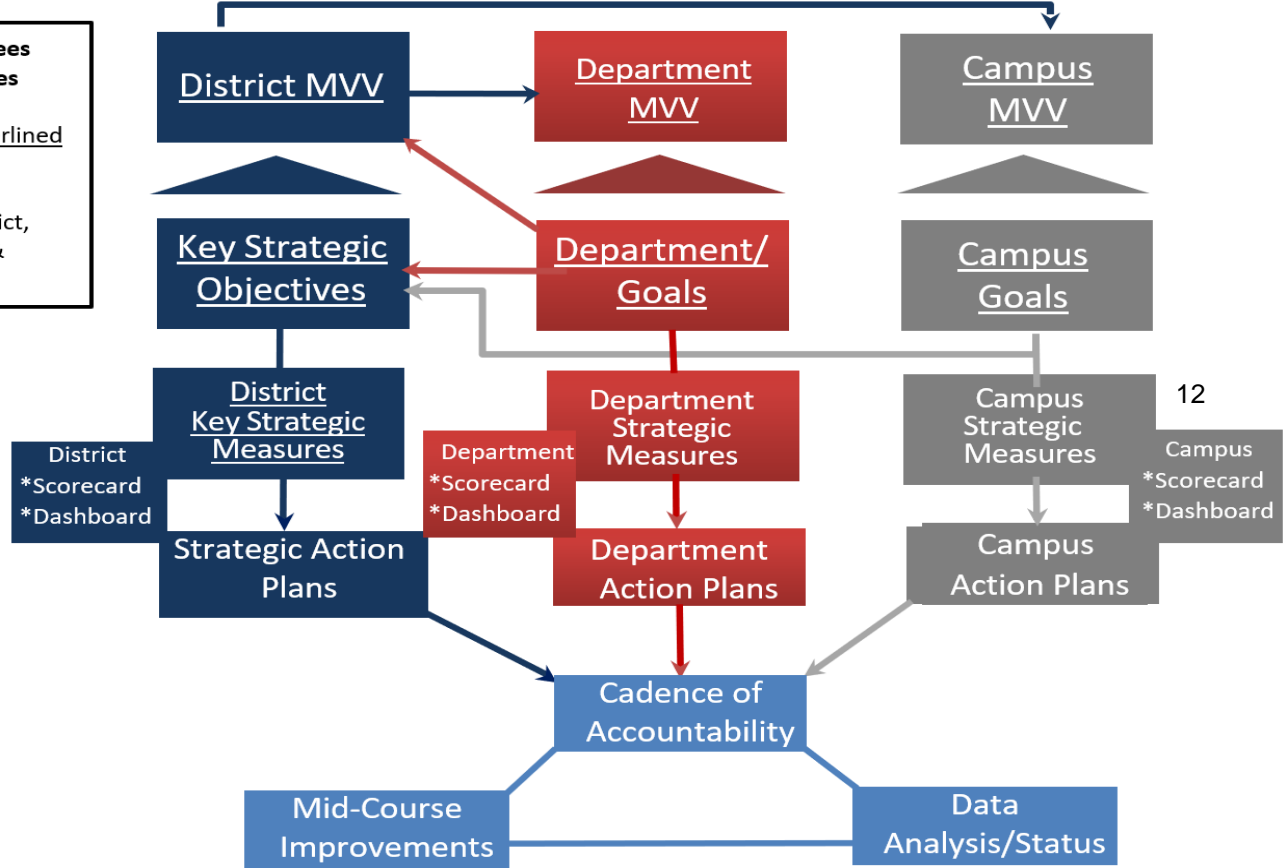 rlined
ict,
&
District MVV
Department
MVV
Campus
MVV
Key Strategic
Objectives
Department/
Goals
Campus
Goals
District
Key Strategic
Measures
Department
Strategic
Measures
Campus
Strategic
Measures
12
District
*Scorecard
*Dashboard
Department
*Scorecard
*Dashboard
Campus
*Scorecard
*Dashboard
Strategic Action
Plans
Department
Action Plans
Campus
Action Plans
Cadence of
Accountability
Mid-Course
Improvements
Data
Analysis/Status